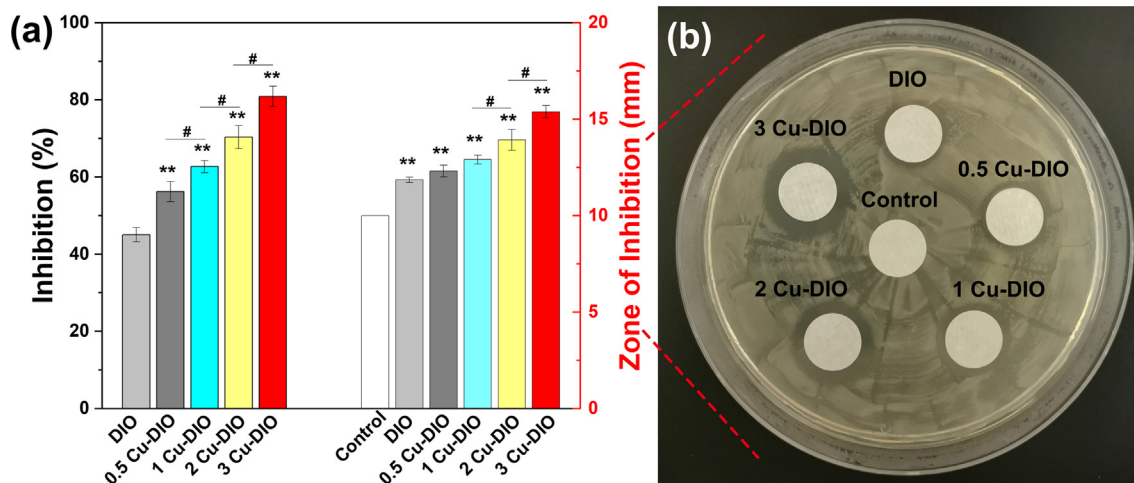 (a)
Inhibition (%)
100
80
60
40
20
0
**
#
**
#
**
#
**
**
**
**
#
**
#
**
DIO
0.5 Cu-DIO
1 Cu-DIO
2 Cu-DIO
3 Cu-DIO
Control
DIO
0.5 Cu-DIO
1 Cu-DIO
2 Cu-DIO
3 Cu-DIO
20
15
10
5
0
Zone of Inhibition (mm)
(b)
DIO
3 Cu-DIO
0.5 Cu-DIO
Control
2 Cu-DIO
1 Cu-DIO